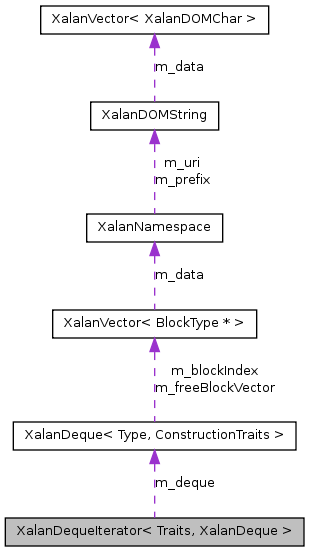 XalanVector< XalanDOMChar >
m_data
XalanDOMString
m_uri
m_prefix
XalanNamespace
m_data
XalanVector< BlockType * >
m_blockIndex
m_freeBlockVector
XalanDeque< Type, ConstructionTraits >
m_deque
XalanDequeIterator< Traits, XalanDeque >